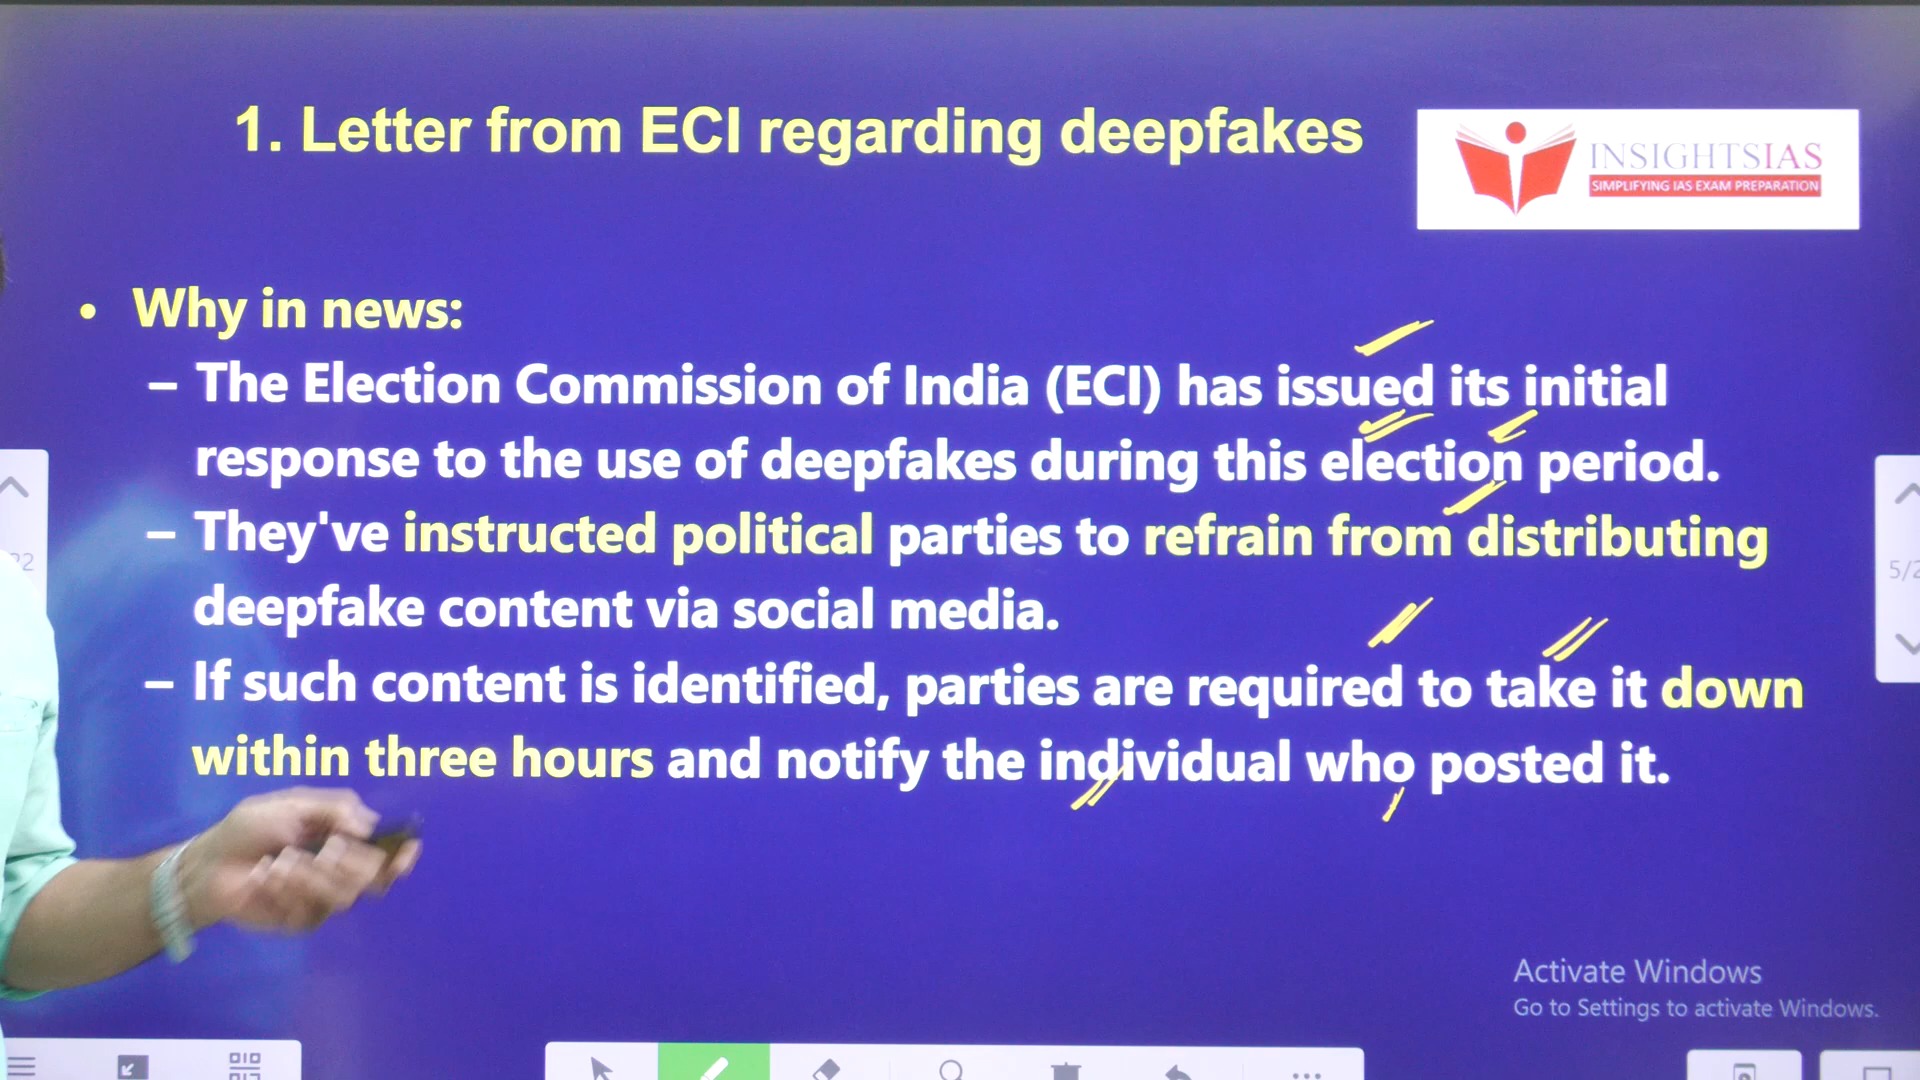 1. Letter from ECI regarding deepfakes
INSIGHTSIAS
SIMPLIFYING IAS EXAM PREPARATION
• Why in news:
– The Election Commission of India (ECI) has issued its initial
response to the use of deepfakes during this election period.
– They've instructed political parties to refrain from distributing
deepfake content via social media.
– If such content is identified, parties are required to take it down
within three hours and notify the individual who posted it.
Activate Windows
Go to Settings to activate Windows.